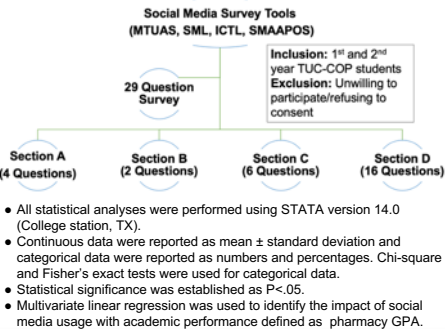 Social Media Survey Tools
(MTUAS, SML, ICTL, SMAAPOS)
Inclusion: 1st and 2nd
year TUC-COP students
Exclusion: Unwilling to
participate/refusing to
consent
29 Question
Survey
Section A
(4 Questions)
Section B
(2 Questions)
Section C
(6 Questions)
Section D
(16 Questions)
● All statistical analyses were performed using STATA version 14.0
(College station, TX).
● Continuous data were reported as mean ± standard deviation and
categorical data were reported as numbers and percentages. Chi-square
and Fisher's exact tests were used for categorical data.
● Statistical significance was established as P<.05.
● Multivariate linear regression was used to identify the impact of social
media usage with academic performance defined as pharmacy GPA.